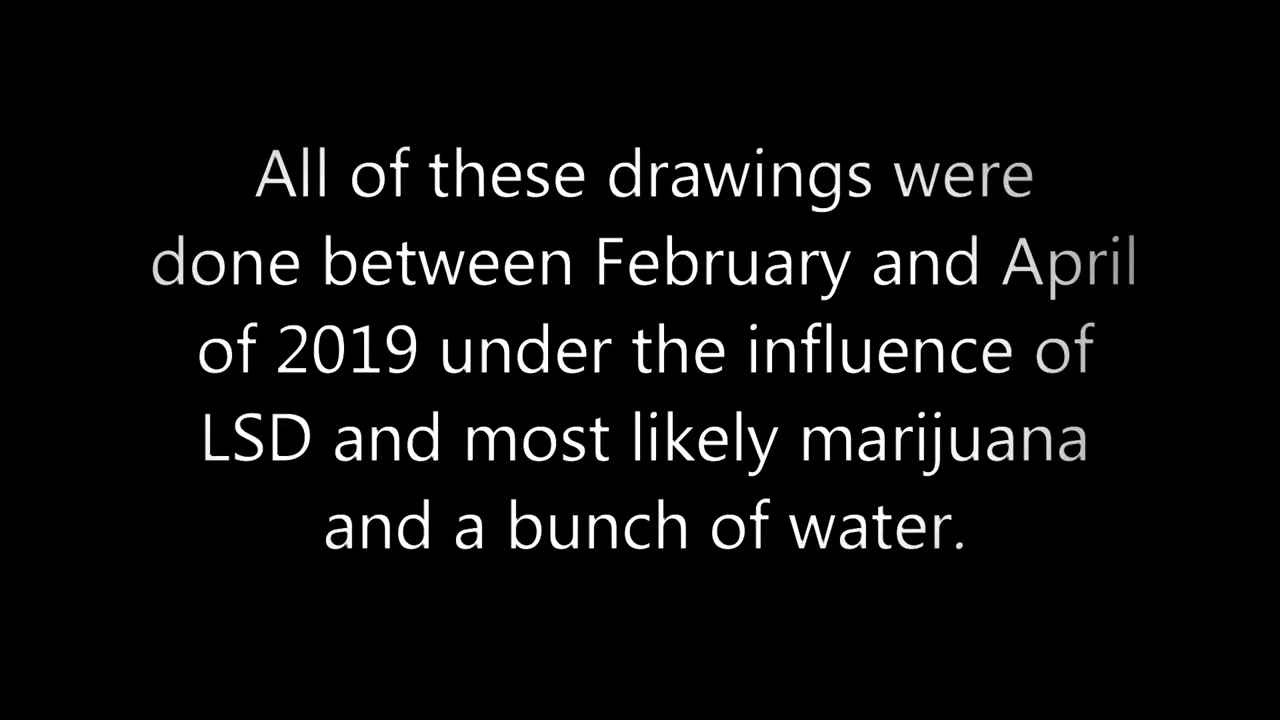 All of these drawings were
done between February and April
of 2019 under the influence of
LSD and most likely marijuana
and a bunch of water.